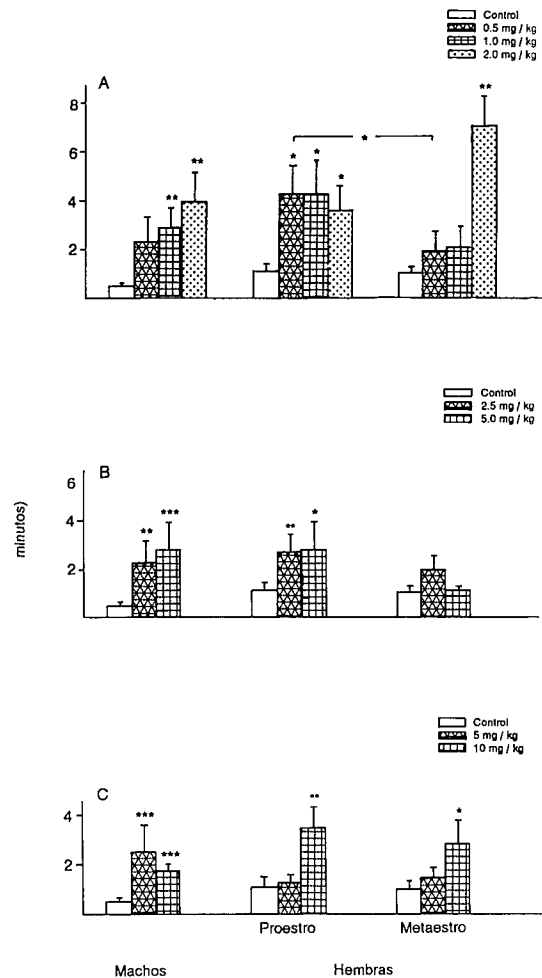 Control
0.5 mg / kg
1.0 mg / kg
2.0 mg / kg
A
8
6
4
2
**
**
*
*
*
*
**
Control
2.5 mg / kg
5.0 mg / kg
B
6
4
2
**
***
**
*
minutos)
Control
5 mg / kg
10 mg / kg
C
4
2
***
***
**
*
Proestro
Metaestro
Machos
Hembras